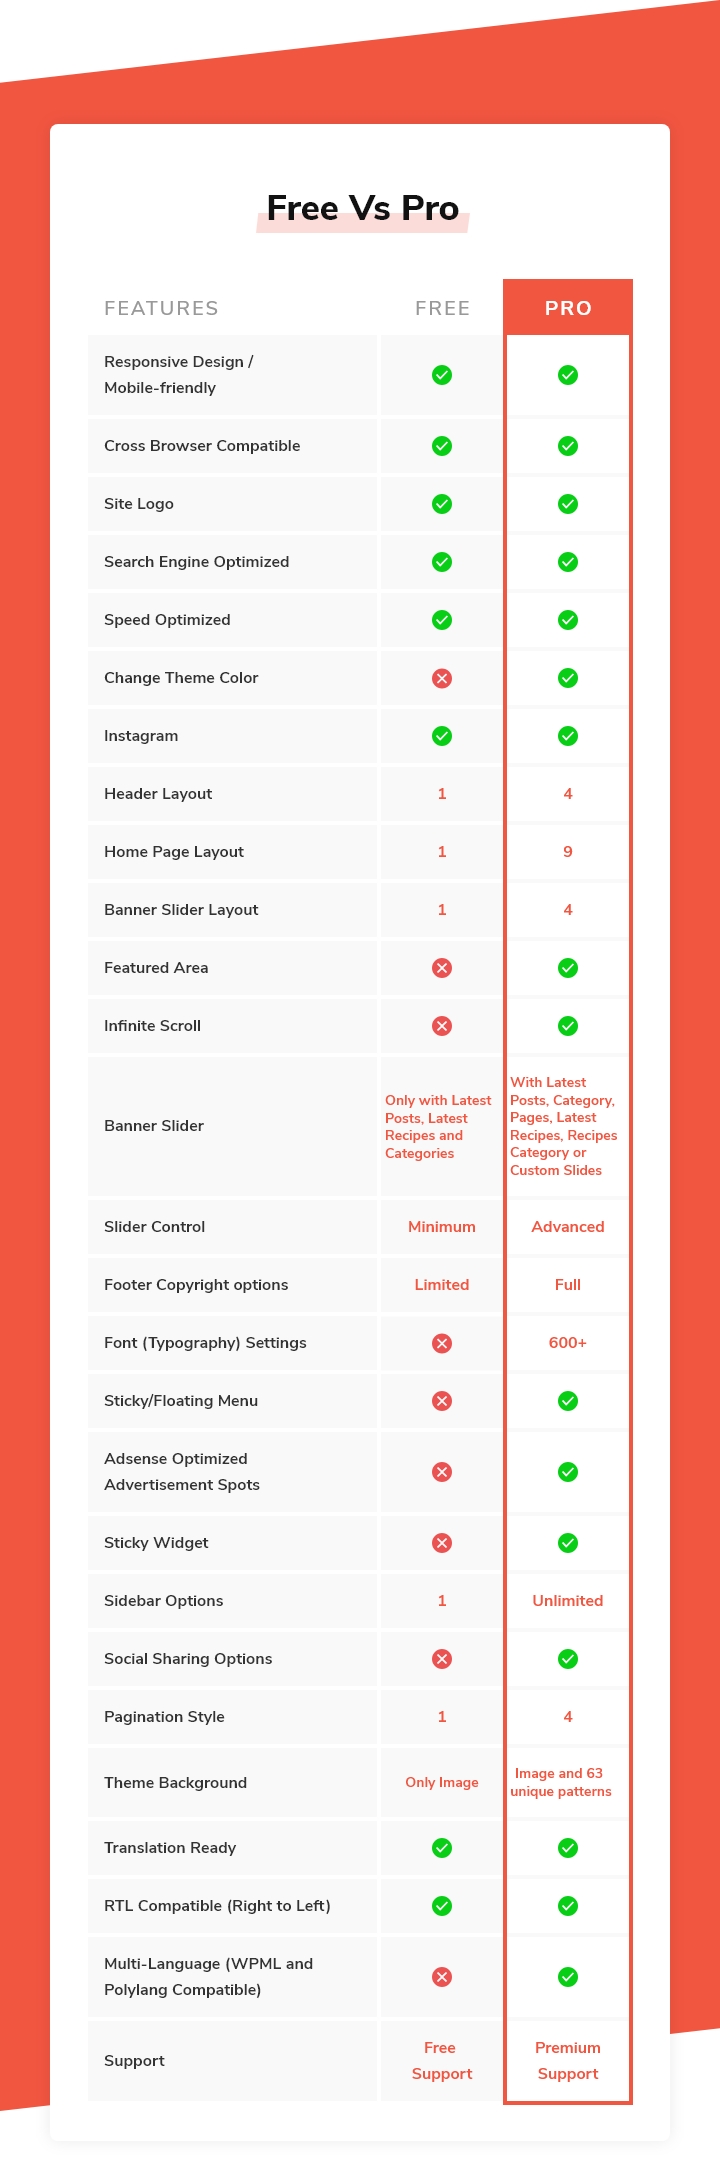 Free Vs Pro
FEATURES FREE PRO
Responsive Design /
Mobile-friendly
Cross Browser Compatible
Site Logo
Search Engine Optimized
Speed Optimized
Change Theme Color
Instagram
Header Layout 1 4
Home Page Layout 1 9
Banner Slider Layout 1 4
Featured Area
Infinite Scroll
Banner Slider
Only with Latest
Posts, Latest
Recipes and
Categories
With Latest
Posts, Category,
Pages, Latest
Recipes, Recipes
Category or
Custom Slides
Slider Control Minimum Advanced
Footer Copyright options Limited Full
Font (Typography) Settings 600+
Sticky/Floating Menu
Adsense Optimized
Advertisement Spots
Sticky Widget
Sidebar Options 1 Unlimited
Social Sharing Options
Pagination Style 1 4
Theme Background Only Image
Image and 63
unique patterns
Translation Ready
RTL Compatible (Right to Left)
Multi-Language (WPML and
Polylang Compatible)
Support
Free
Support
Premium
Support